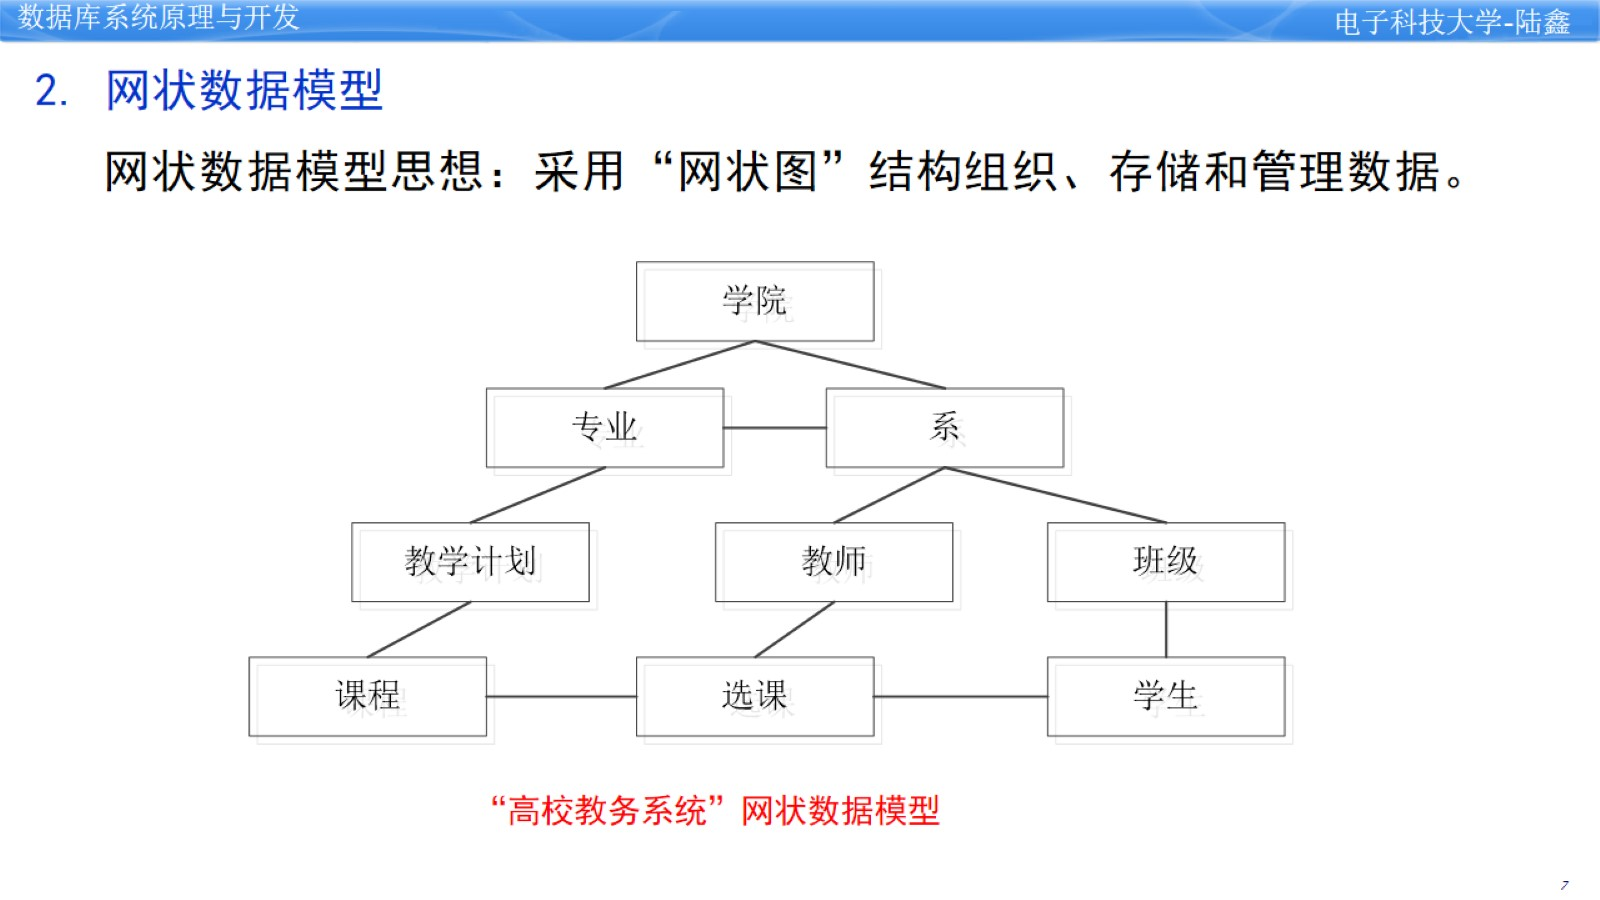 数据库系统原理与开发
电子科技大学-陆鑫
2. 网状数据模型
网状数据模型思想：采用“网状图”结构组织、存储和管理数据。
学院
专业
系
教学计划
教师
班级
课程
选课
学生
“高校教务系统”网状数据模型
7